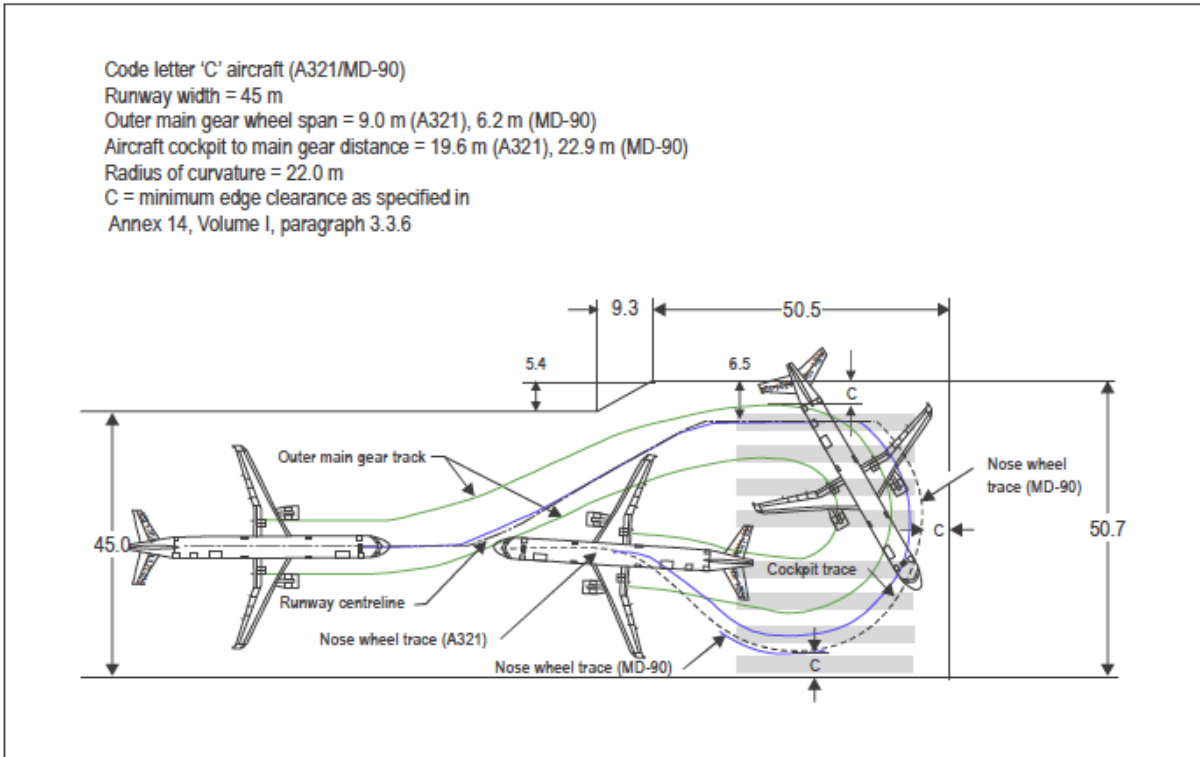 Code letter ‘C’ aircraft (A321/MD-90)
Runway width = 45 m
Outer main gear wheel span = 9.0 m (A321), 6.2 m (MD-90)
Aircraft cockpit to main gear distance = 19.6 m (A321), 22.9 m (MD-90)
Radius of curvature = 22.0 m
C = minimum edge clearance as specified in
Annex 14, Volume I, paragraph 3.3.6
9.3
50.5
5.4
6.5
C
Outer main gear track
Nose wheel
trace (MD-90)
45.0
C
50.7
Cockpit trace
Runway centreline
Nose wheel trace (A321)
Nose wheel trace (MD-90)
C